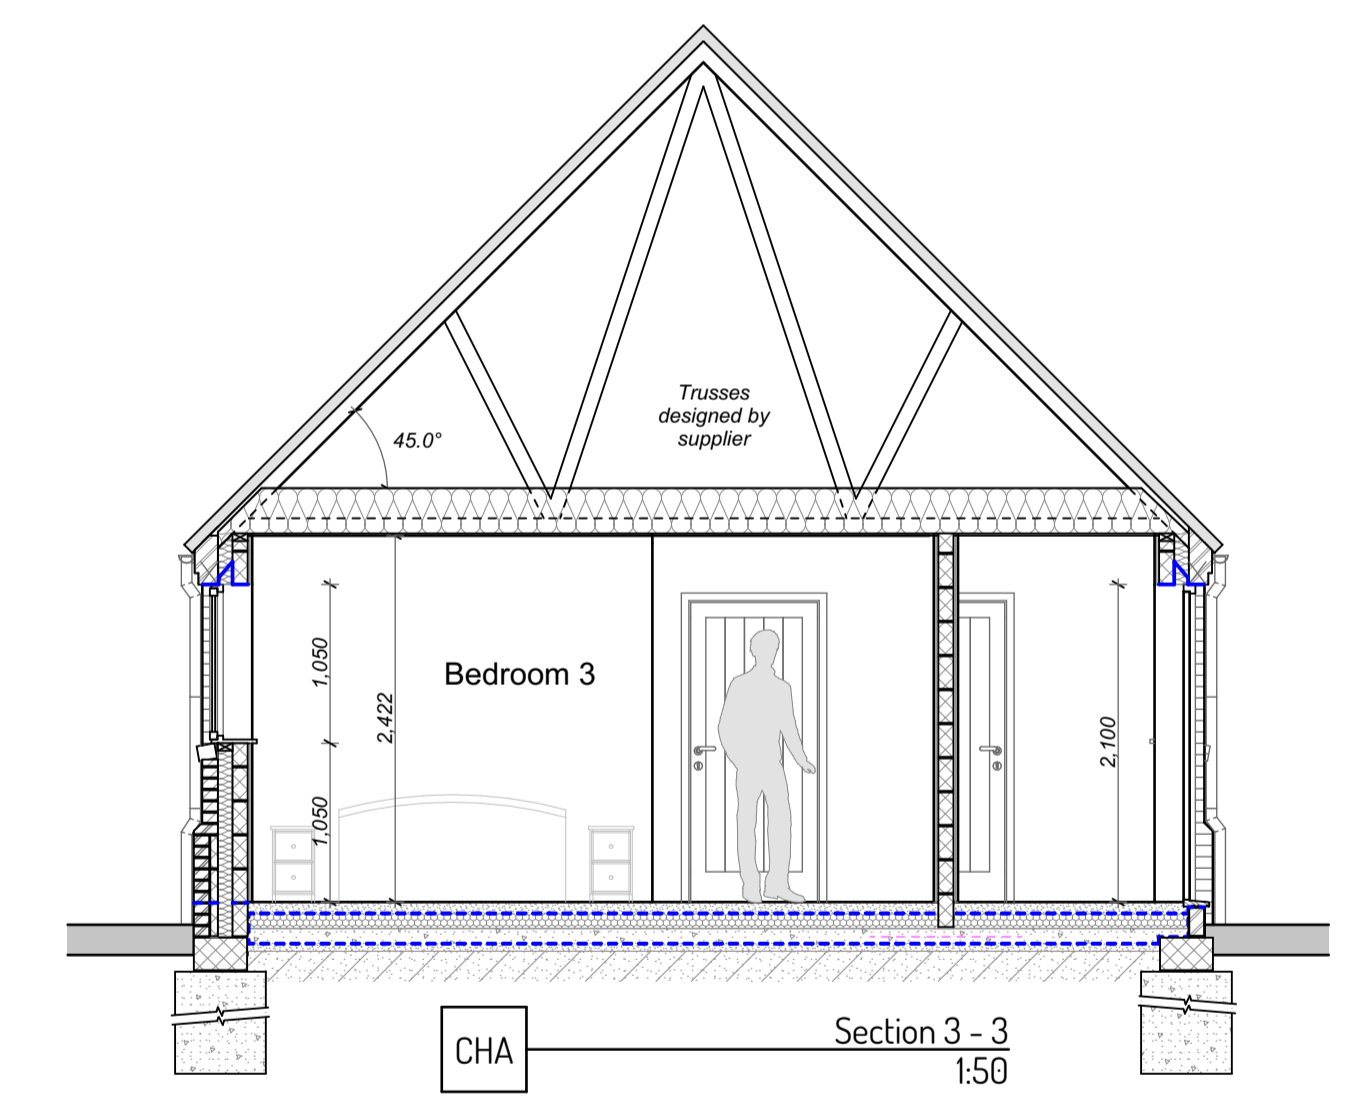 Trusses
designed by
supplier
45.0°
1,050
2,422
Bedroom 3
2,100
1,050
CHA
Section 3 - 3
1:50